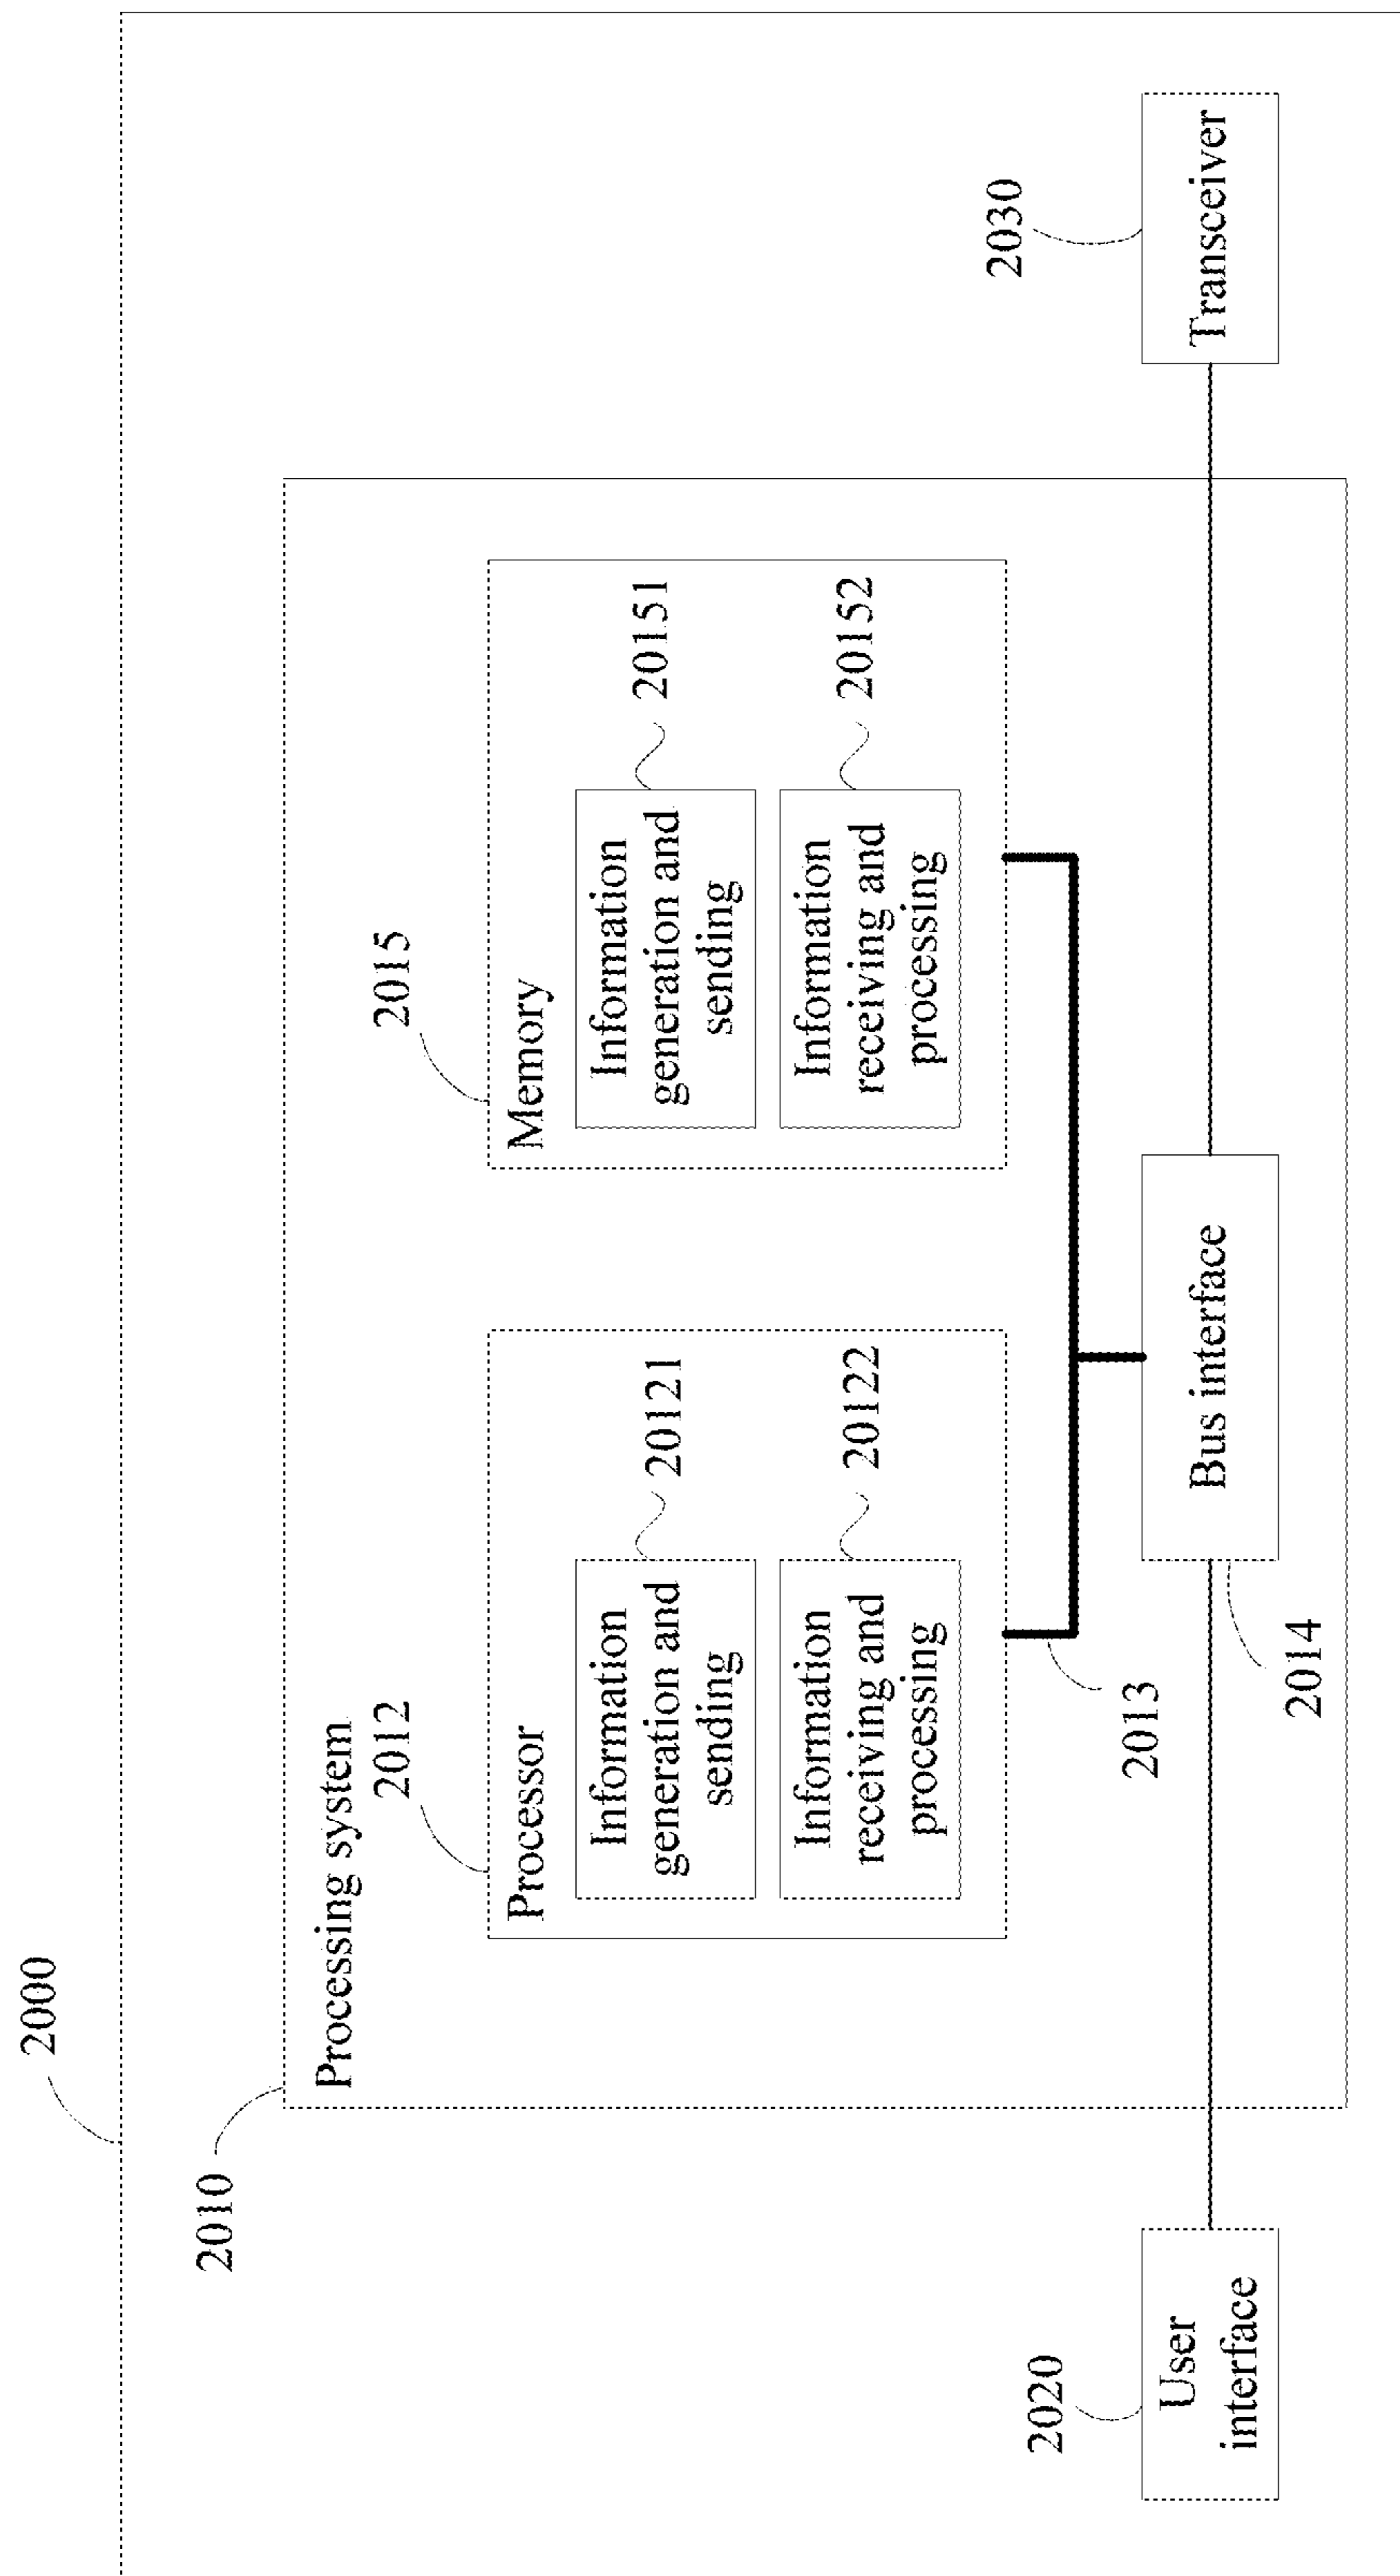 2000
2010
Processing system
2012
2015
Processor
Memory
Information
generation and
sending
20121
Information
receiving and
processing
20122
Information
generation and
sending
20151
Information
receiving and
processing
20152
2013
2020
User
interface
2014
Bus interface
2030
Transceiver